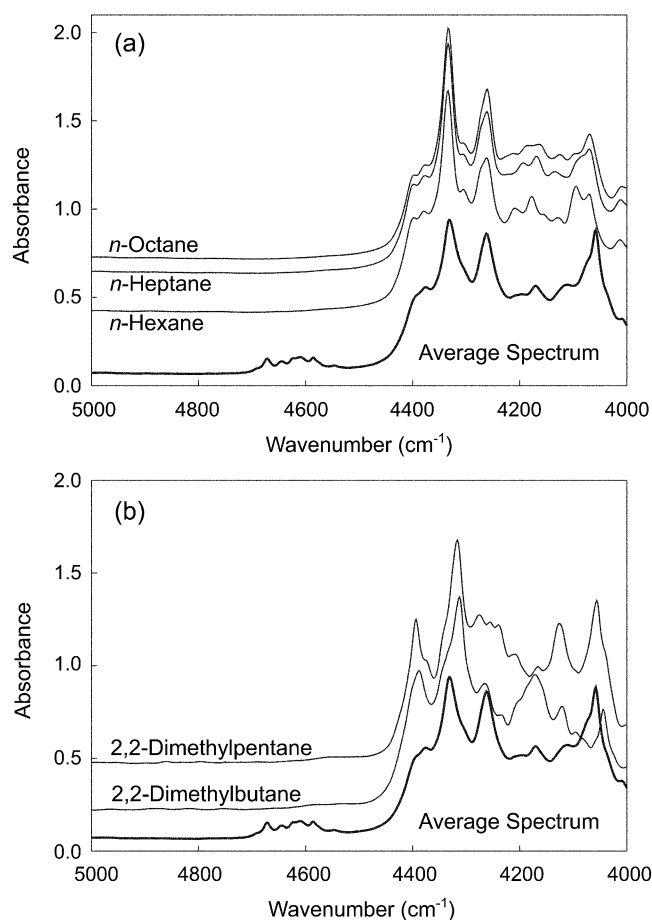 (a)
2.0
1.5
1.0
0.5
0.0
Absorbance
n-Octane
n-Heptane
n-Hexane
Average Spectrum
5000 4800 4600 4400 4200 4000
Wavenumber (cm⁻¹)
(b)
2.0
1.5
1.0
0.5
0.0
Absorbance
2,2-Dimethylpentane
2,2-Dimethylbutane
Average Spectrum
5000 4800 4600 4400 4200 4000
Wavenumber (cm⁻¹)